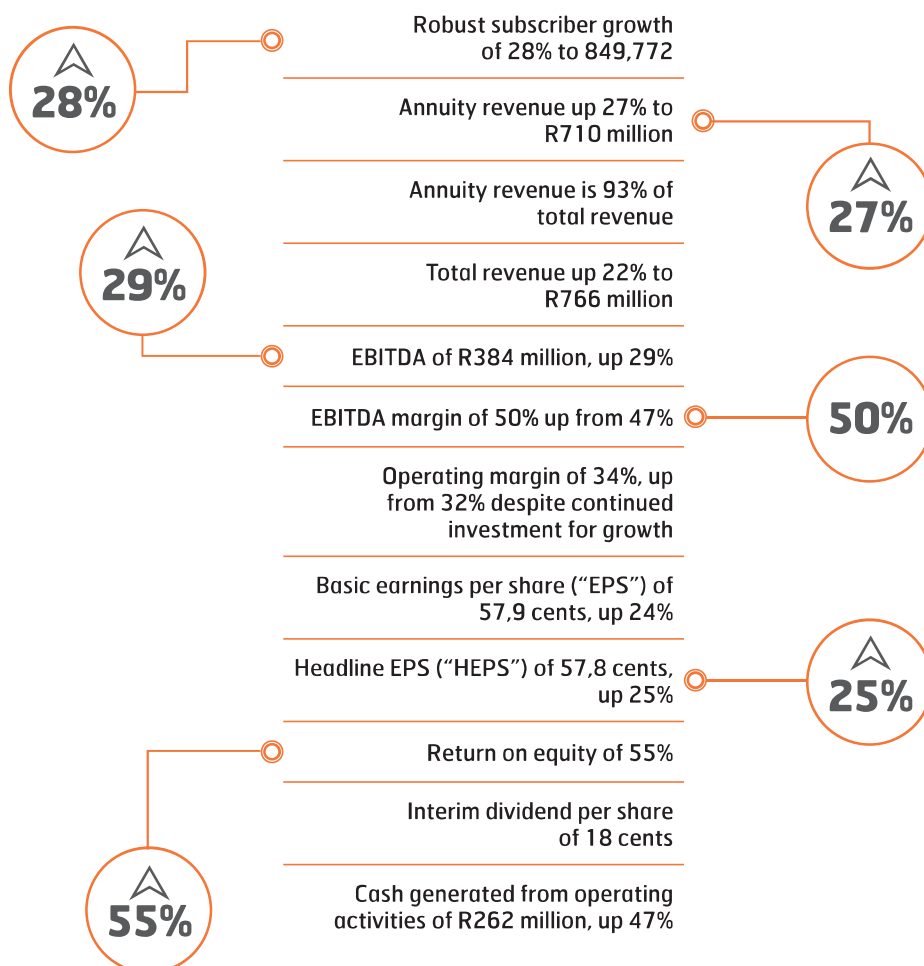 Robust subscriber growth
of 28% to 849,772
28%
Annuity revenue up 27% to
R710 million
27%
Annuity revenue is 93% of
total revenue
Total revenue up 22% to
R766 million
29%
EBITDA of R384 million, up 29%
EBITDA margin of 50% up from 47%
50%
Operating margin of 34%, up
from 32% despite continued
investment for growth
Basic earnings per share (“EPS”) of
57,9 cents, up 24%
Headline EPS (“HEPS”) of 57,8 cents,
up 25%
25%
Return on equity of 55%
55%
Interim dividend per share
of 18 cents
Cash generated from operating
activities of R262 million, up 47%